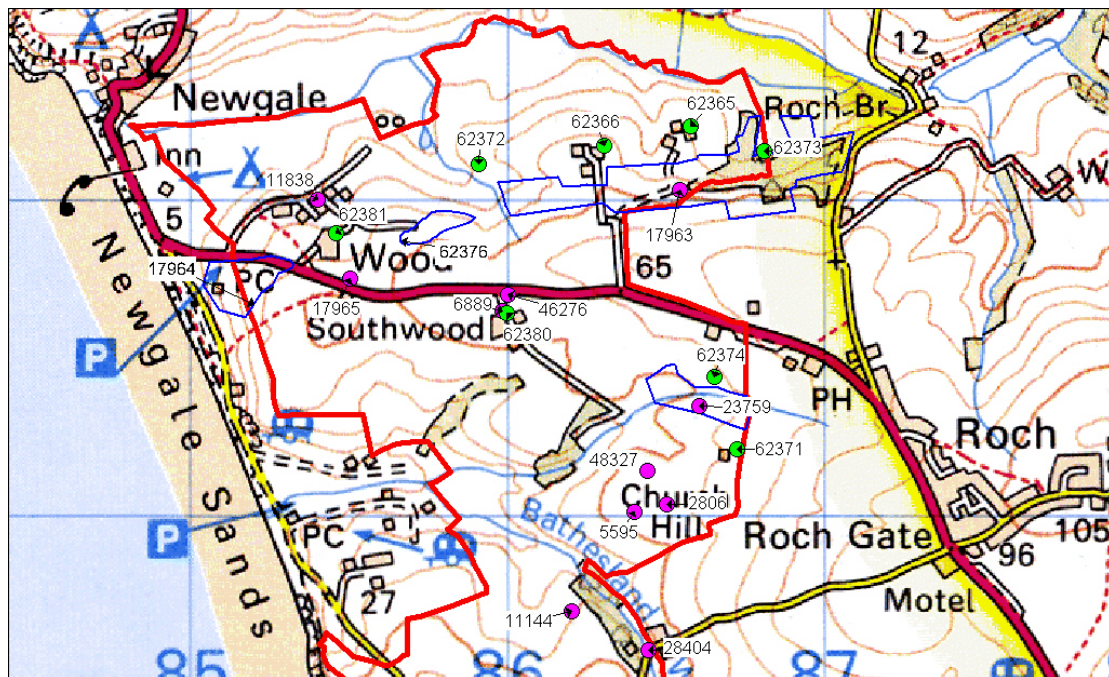 12
Newgale
62365
Roch Br
62366
62372
62373
Inn
11838
5
62381
17963
62376
Wood
17964
PC
65
17965
6889
46276
Southwood
62380
Newgale Sands
P
62374
23759
PH
62371
Roch
48327
Church
Hill
2806
5595
P
PC
Bathesland
Roch Gate
105
96
27
Motel
11144
28404
85
86
87